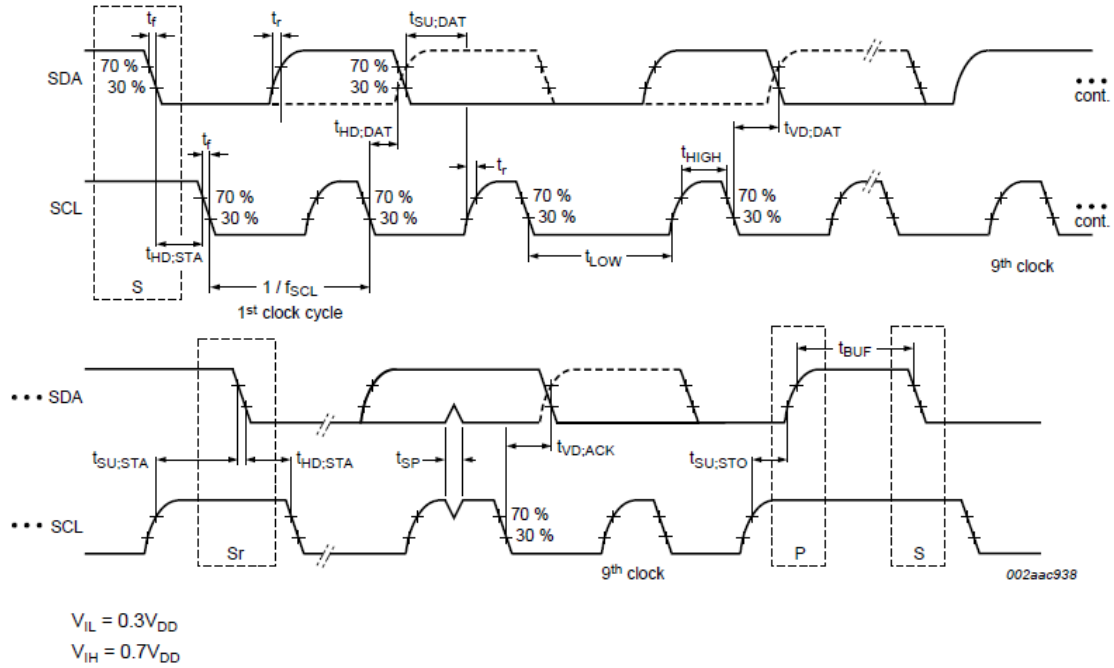 tf
tr
tSU;DAT
SDA
70 %
30 %
70 %
30 %
cont.
tHD;DAT
tVD;DAT
tf
tr
tHIGH
SCL
70 %
30 %
70 %
30 %
70 %
30 %
70 %
30 %
cont.
tHD;STA
tLOW
9th clock
S
1 / fSCL
1st clock cycle
tBUF
SDA
tSU;STA
tHD;STA
tSP
tVD;ACK
tSU;STO
SCL
70 %
30 %
Sr
9th clock
P
S
002aac938
VIL = 0.3VDD
VIH = 0.7VDD